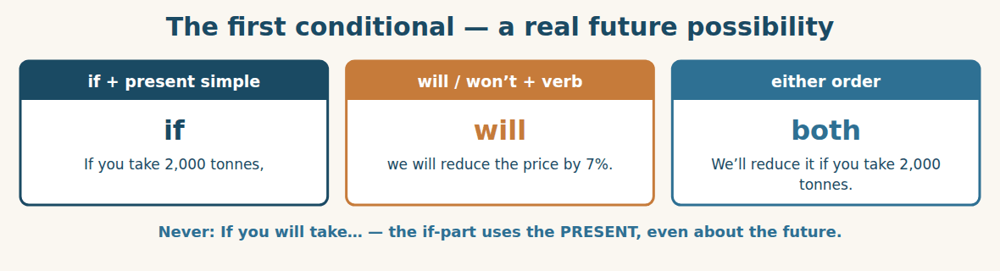 The first conditional — a real future possibility
if + present simple
if
If you take 2,000 tonnes,
will / won’t + verb
will
we will reduce the price by 7%.
either order
both
We’ll reduce it if you take 2,000
tonnes.
Never: If you will take… — the if-part uses the PRESENT, even about the future.